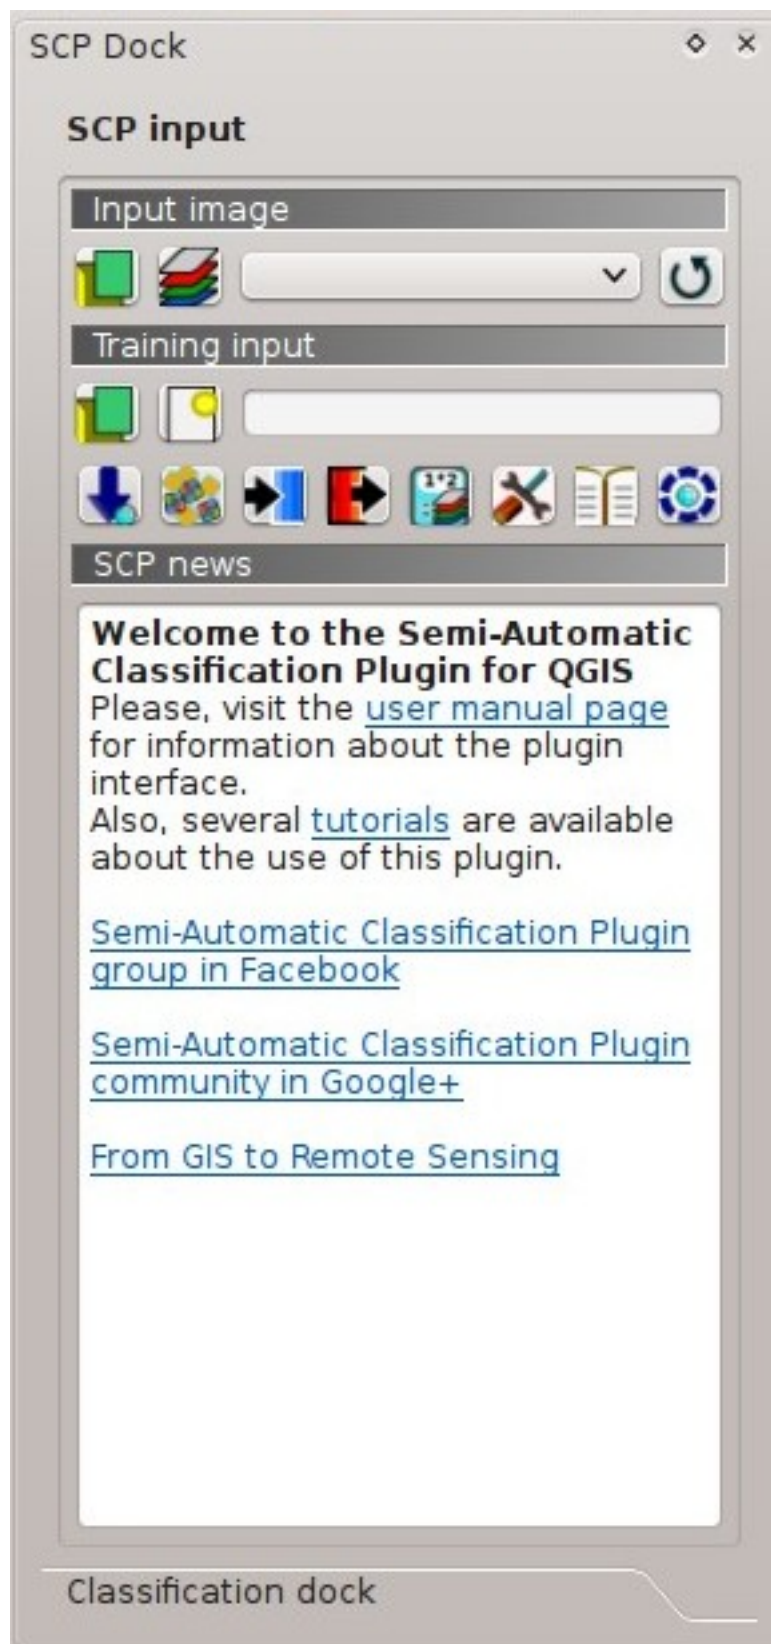 SCP Dock
SCP input
Input image
Training input
1*2
SCP news
Welcome to the Semi-Automatic
Classification Plugin for QGIS
Please, visit the user manual page
for information about the plugin
interface.
Also, several tutorials are available
about the use of this plugin.
Semi-Automatic Classification Plugin
group in Facebook
Semi-Automatic Classification Plugin
community in Google+
From GIS to Remote Sensing
Classification dock